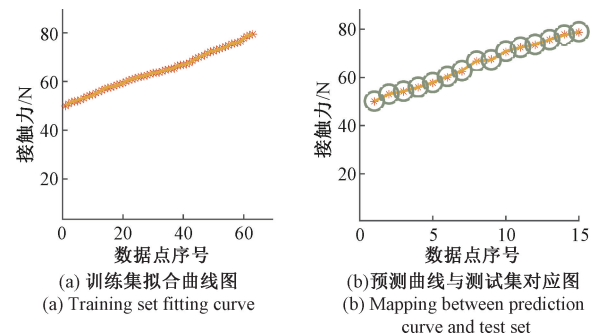 80
60
40
20
0
20
40
60
接触力/N
数据点序号
(a) 训练集拟合曲线图
(a) Training set fitting curve
80
60
40
20
0
5
10
15
接触力/N
数据点序号
(b)预测曲线与测试集对应图
(b) Mapping between prediction
curve and test set